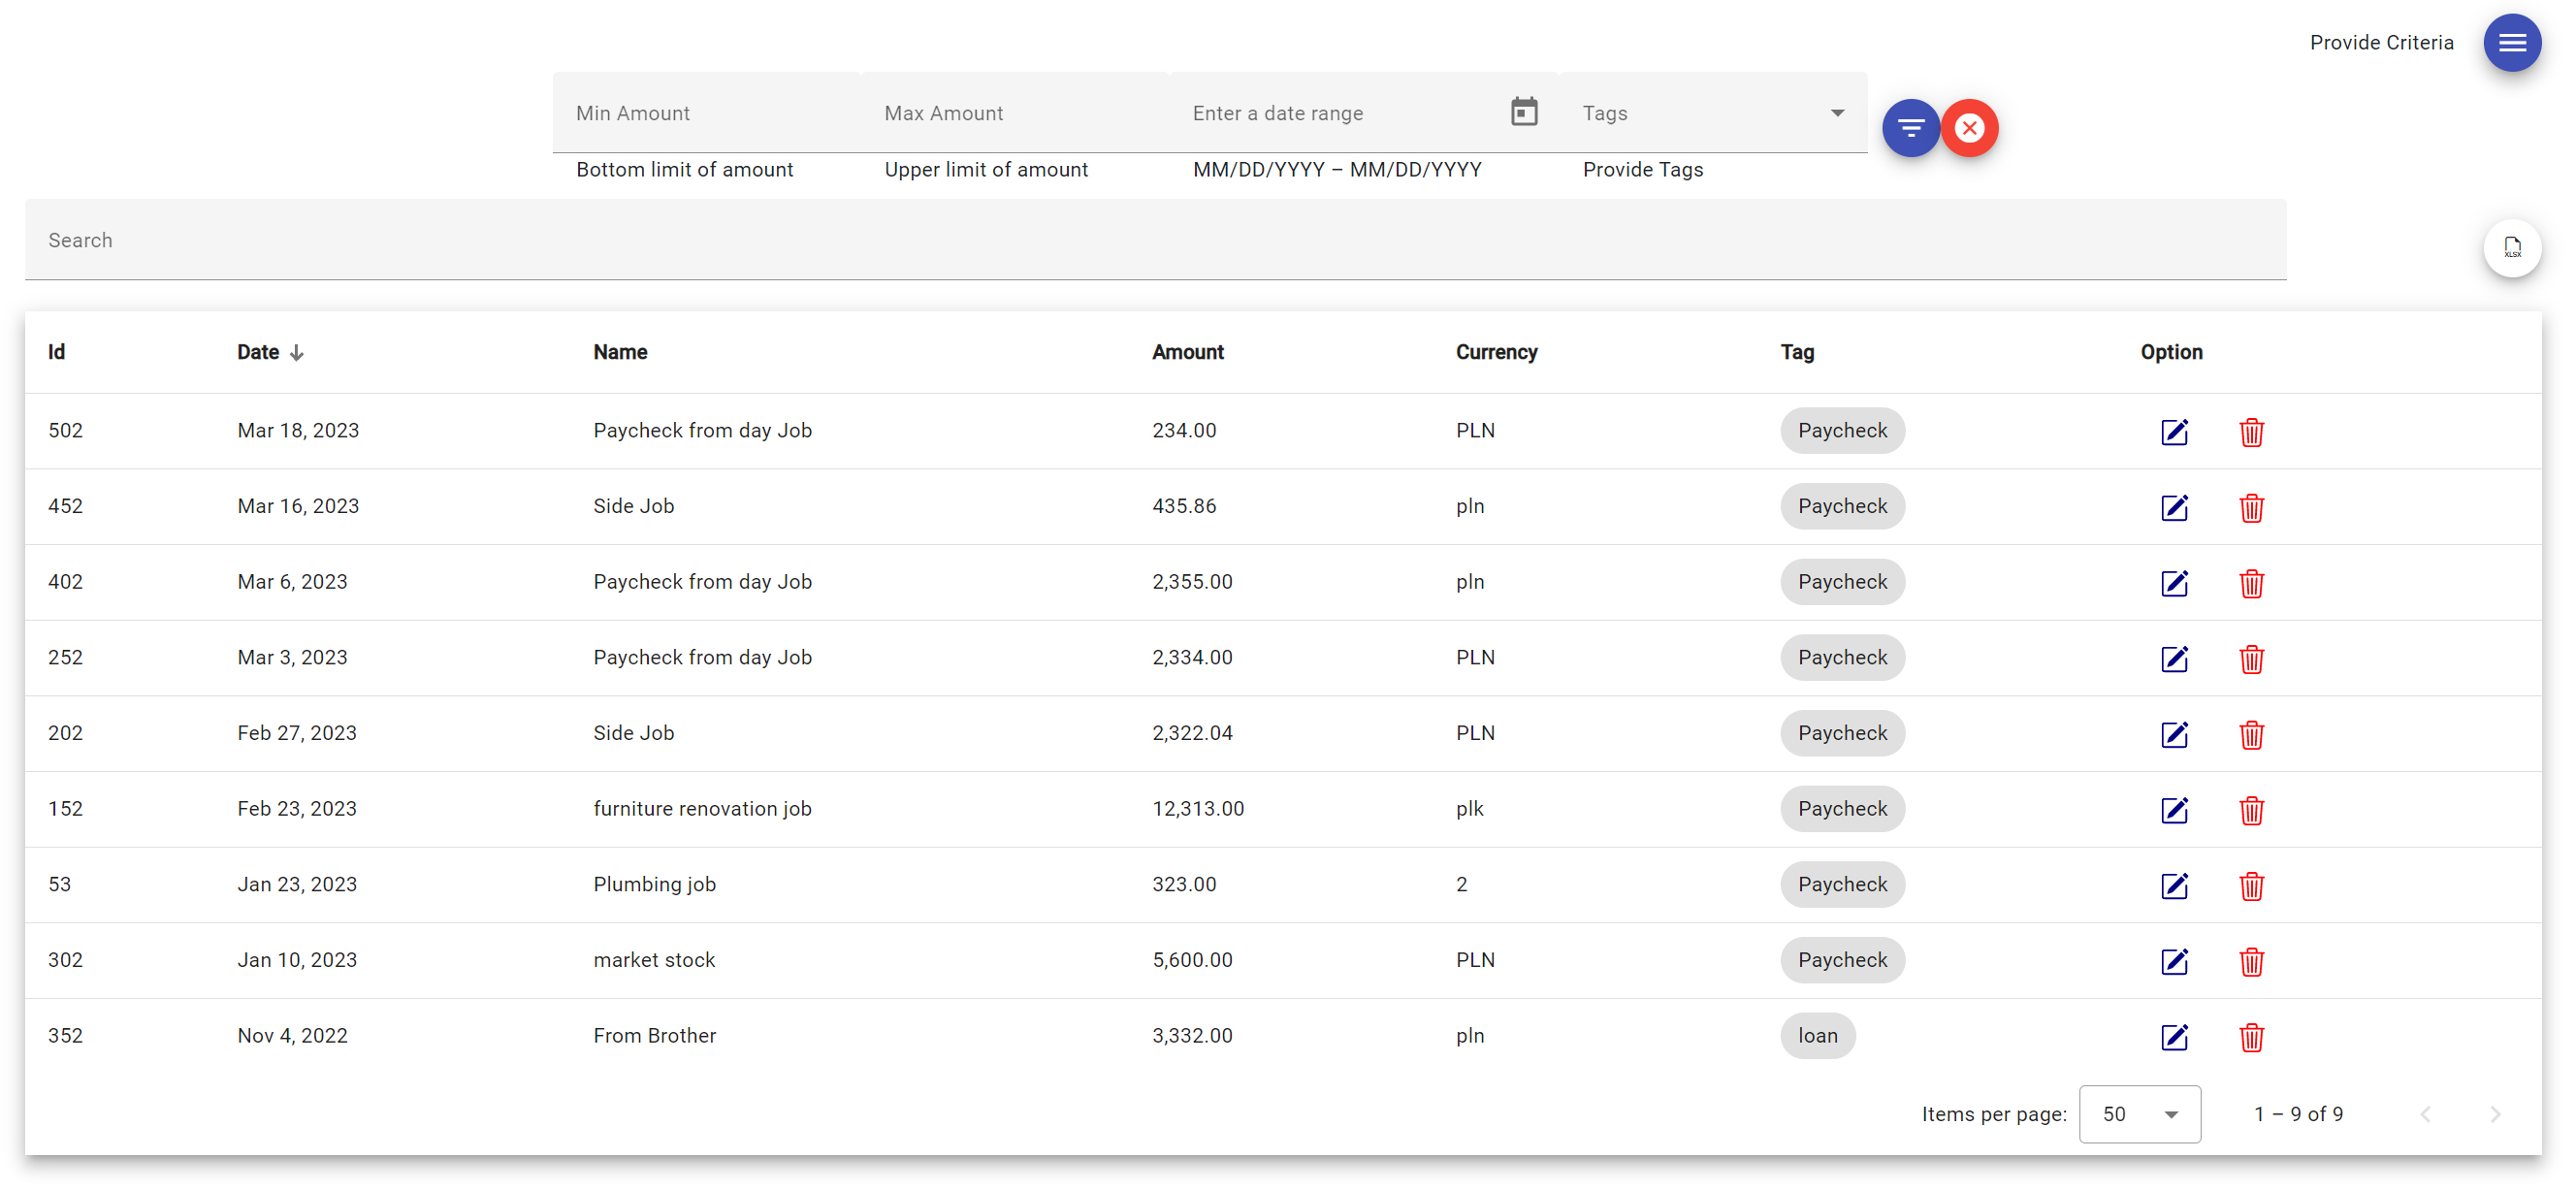 Provide Criteria
Min Amount Max Amount Enter a date range Tags
Bottom limit of amount Upper limit of amount MM/DD/YYYY – MM/DD/YYYY Provide Tags
Search
XLSX
Id Date Name Amount Currency Tag Option
502 Mar 18, 2023 Paycheck from day Job 234.00 PLN Paycheck
452 Mar 16, 2023 Side Job 435.86 pln Paycheck
402 Mar 6, 2023 Paycheck from day Job 2,355.00 pln Paycheck
252 Mar 3, 2023 Paycheck from day Job 2,334.00 PLN Paycheck
202 Feb 27, 2023 Side Job 2,322.04 PLN Paycheck
152 Feb 23, 2023 furniture renovation job 12,313.00 plk Paycheck
53 Jan 23, 2023 Plumbing job 323.00 2 Paycheck
302 Jan 10, 2023 market stock 5,600.00 PLN Paycheck
352 Nov 4, 2022 From Brother 3,332.00 pln loan
Items per page: 50 1 – 9 of 9